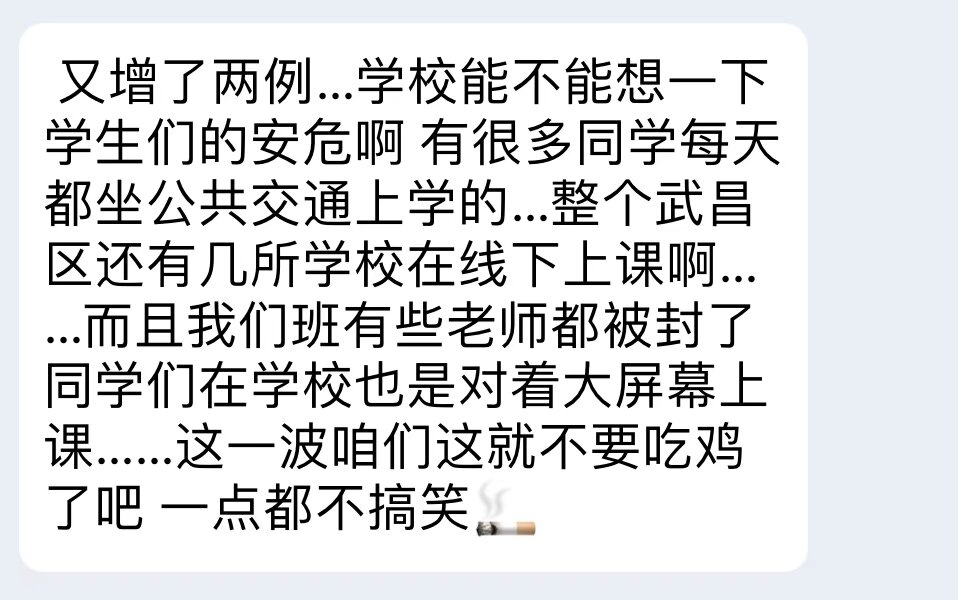 又增了两例...学校能不能想一下
学生们的安危啊 有很多同学每天
都坐公共交通上学的...整个武昌
区还有几所学校在线下上课啊...
...而且我们班有些老师都被封了
同学们在学校也是对着大屏幕上
课......这一波咱们这就不要吃鸡
了吧 一点都不搞笑🚬